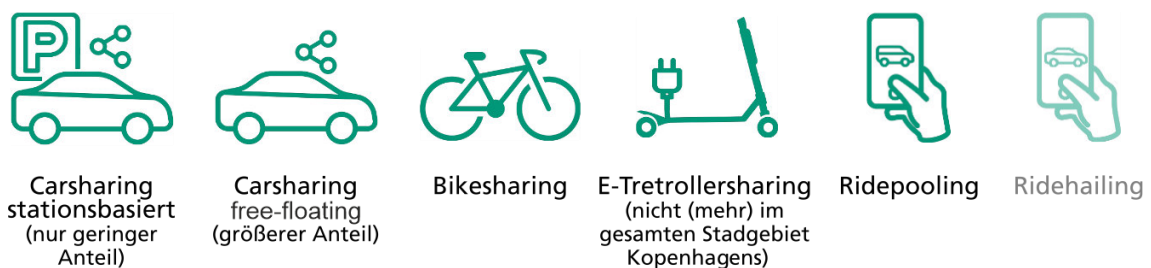 P
Carsharing
stationsbasiert
(nur geringer
Anteil)
Carsharing
free-floating
(größerer Anteil)
Bikesharing
E-Tretrollersharing
(nicht (mehr) im
gesamten Stadgebiet
Kopenhagens)
Ridepooling
Ridehailing